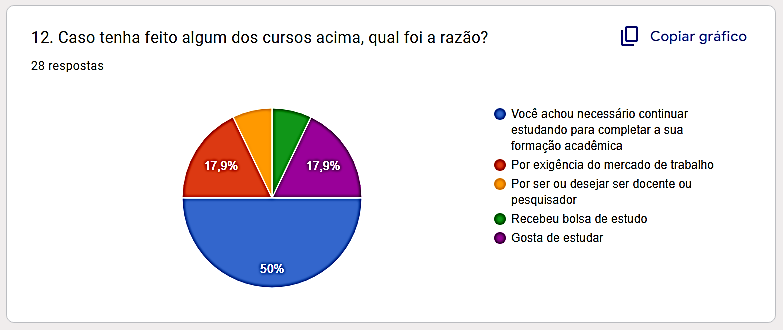 12. Caso tenha feito algum dos cursos acima, qual foi a razão?
Copiar gráfico
28 respostas
17,9%
17,9%
50%
Você achou necessário continuar
estudando para completar a sua
formação acadêmica
Por exigência do mercado de trabalho
Por ser ou desejar ser docente ou
pesquisador
Recebeu bolsa de estudo
Gosta de estudar